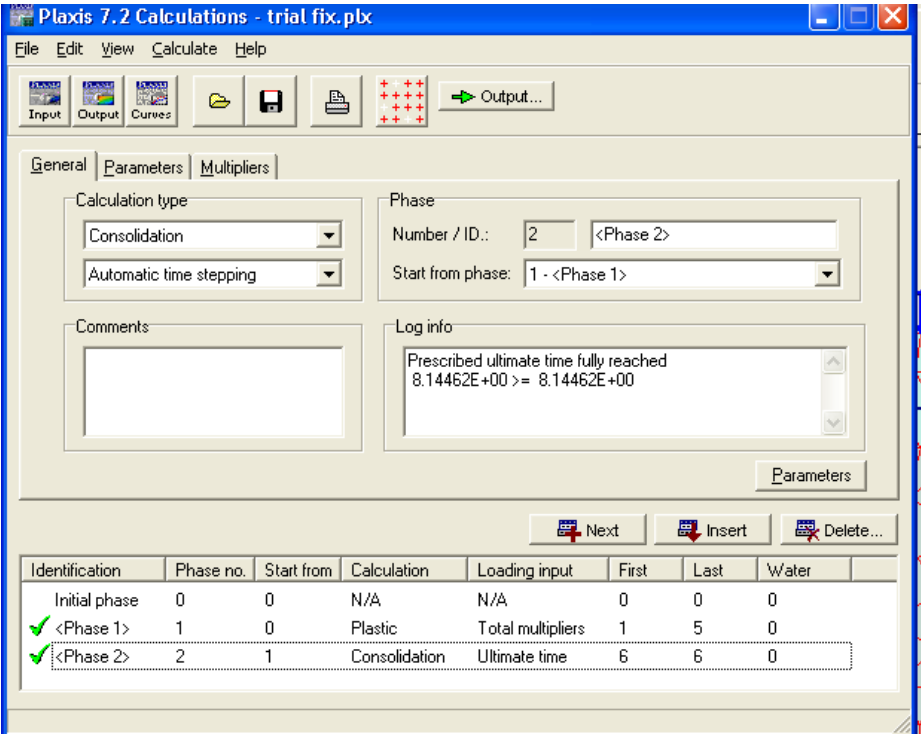 Plaxis 7.2 Calculations - trial fix.plx
File Edit View Calculate Help
PLAXIS PLAXIS PLAXIS
Input Output Curves Output...
General Parameters Multipliers
Calculation type Phase
Consolidation Number / ID.: 2 <Phase 2>
Automatic time stepping Start from phase: 1 - <Phase 1>
Comments Log info
Prescribed ultimate time fully reached
8.14462E+00 >= 8.14462E+00
Parameters
Next Insert Delete...
Identification Phase no. Start from Calculation Loading input First Last Water
Initial phase 0 0 N/A N/A 0 0 0
<Phase 1> 1 0 Plastic Total multipliers 1 5 0
<Phase 2> 2 1 Consolidation Ultimate time 6 6 0